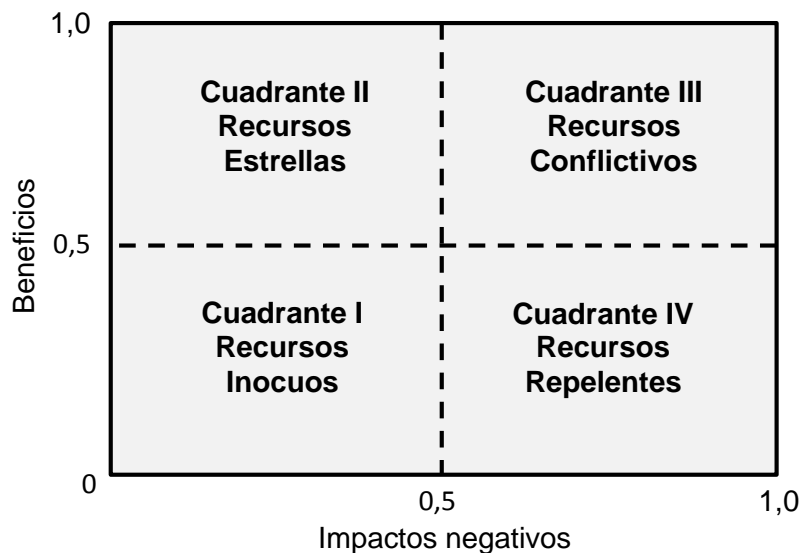 1,0
Cuadrante II
Recursos
Estrellas
Cuadrante III
Recursos
Conflictivos
Beneficios
0,5
Cuadrante I
Recursos
Inocuos
Cuadrante IV
Recursos
Repelentes
0
0,5
1,0
Impactos negativos